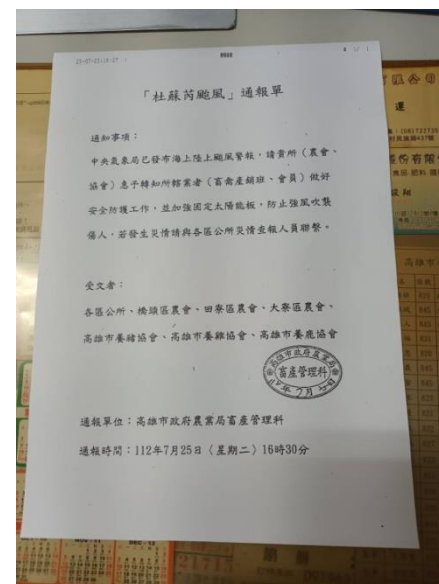 「杜蘇芮颱風」通報單
通知事項：
中央氣象局已發布海上陸上颱風警報，請貴所（農會、
協會）惠予轉知所轄業者（畜禽產銷班、會員）做好
安全防護工作，並加強固定太陽能板，防止強風吹襲
傷人，若發生災情請與各區公所災情查報人員聯繫。
受文者：
各區公所、橋頭區農會、田寮區農會、大寮區農會、
高雄市養豬協會、高雄市養雞協會、高雄市養鹿協會
高雄市政府農業局
畜產管理科
通報單位：高雄市政府農業局畜產管理科
通報時間：112年7月25日（星期二）16時30分